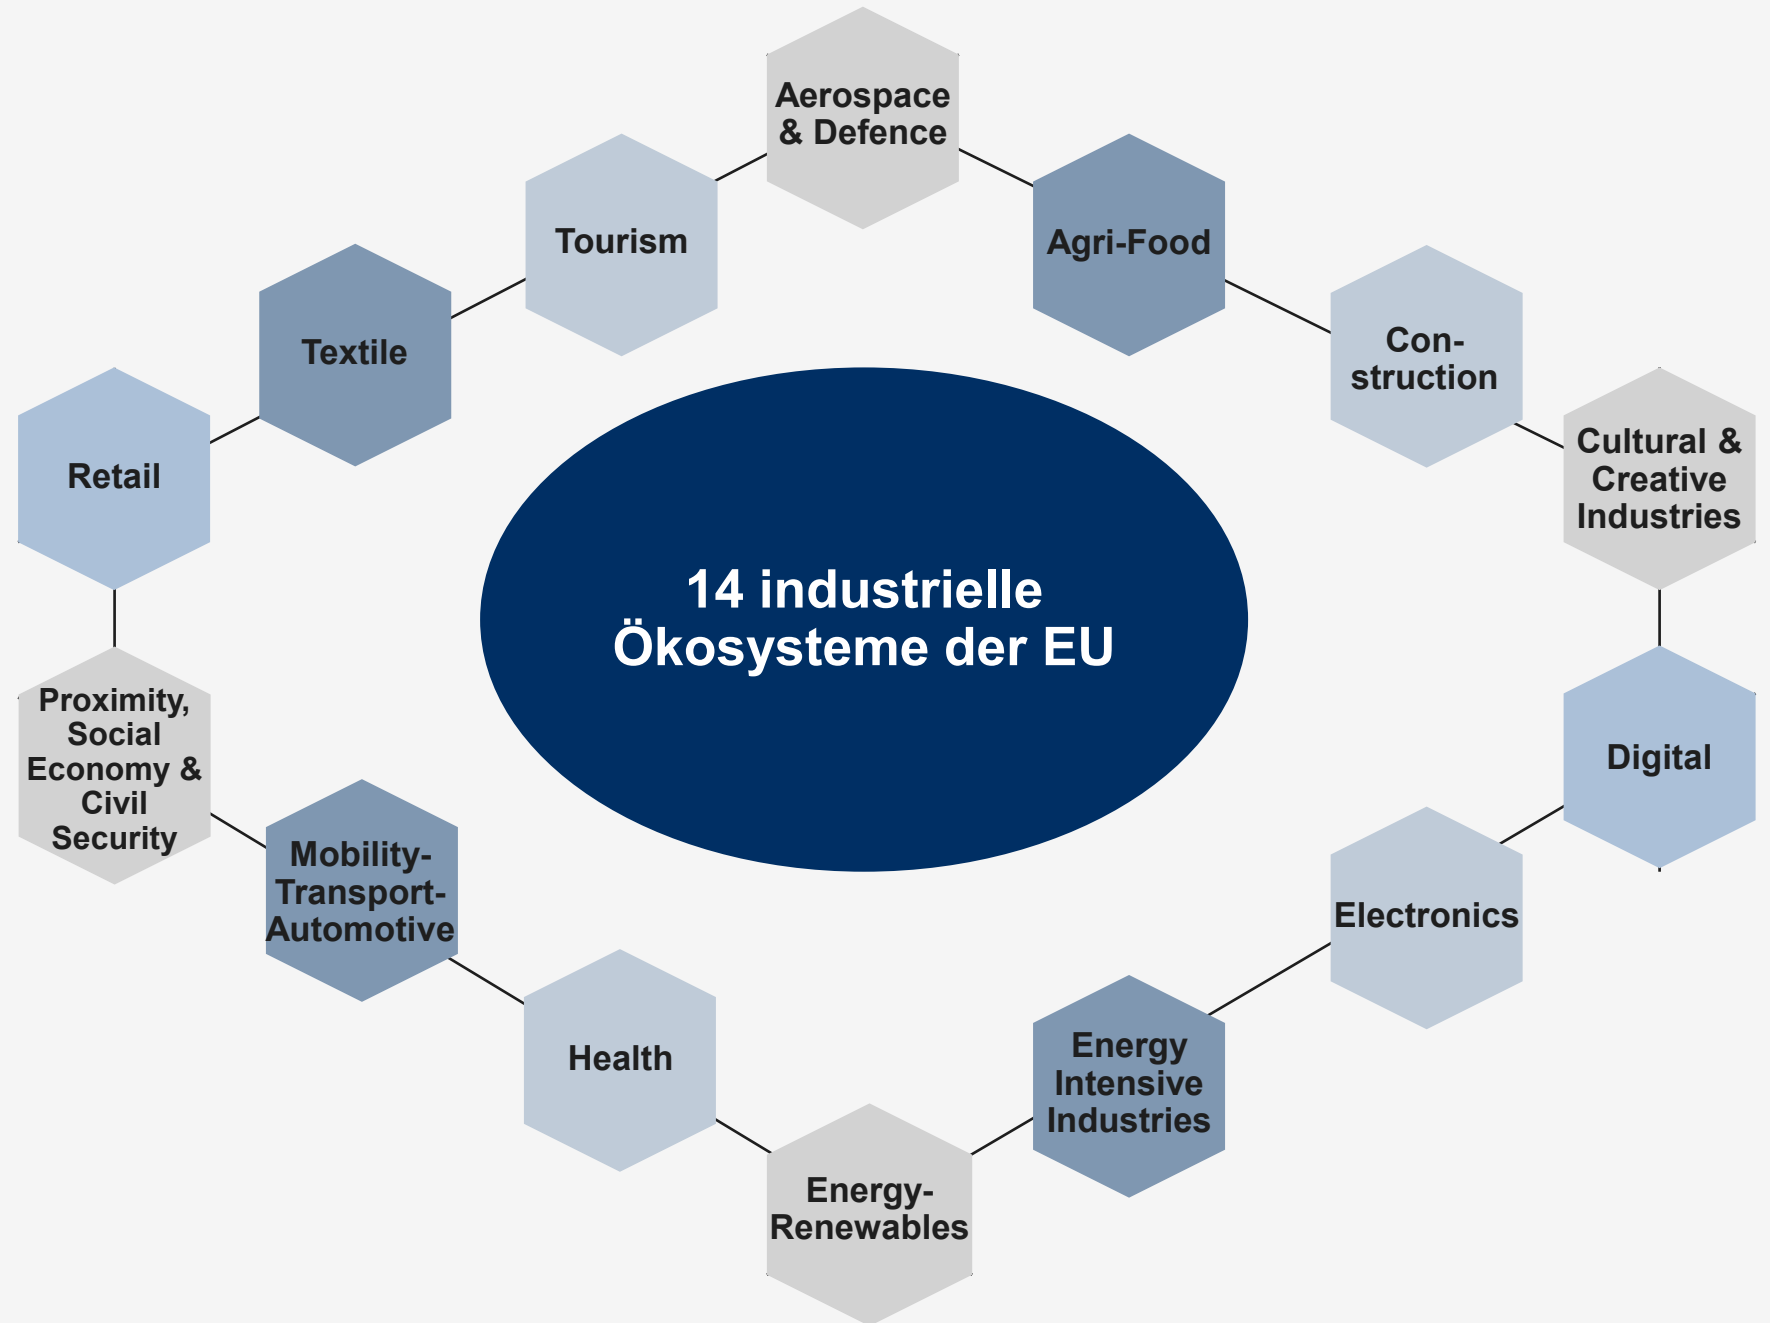 Aerospace
& Defence
Agri-Food
Con-
struction
Cultural &
Creative
Industries
Digital
Electronics
Energy
Intensive
Industries
Energy-
Renewables
Health
Mobility-
Transport-
Automotive
Proximity,
Social
Economy &
Civil
Security
Retail
Textile
Tourism
14 industrielle
Ökosysteme der EU